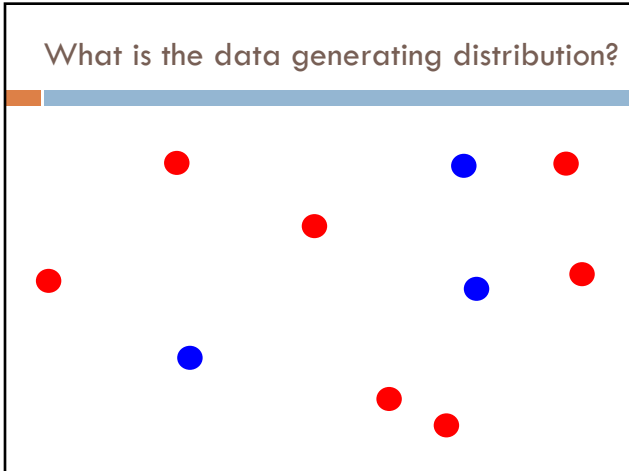 What is the data generating distribution?